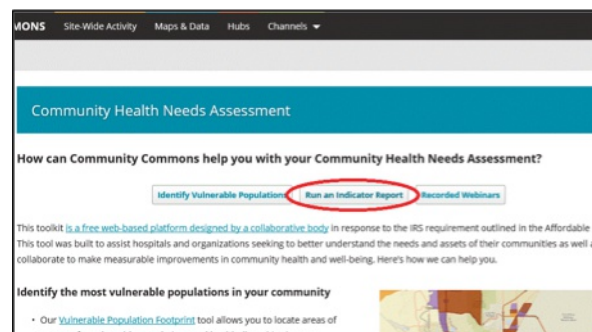 MONS Site-Wide Activity Maps & Data Hubs Channels
Community Health Needs Assessment
How can Community Commons help you with your Community Health Needs Assessment?
Identify Vulnerable Populations Run an Indicator Report Recorded Webinars
This toolkit is a free web-based platform designed by a collaborative body in response to the IRS requirement outlined in the Affordable
This tool was built to assist hospitals and organizations seeking to better understand the needs and assets of their communities as well a
collaborate to make measurable improvements in community health and well-being. Here's how we can help you.
Identify the most vulnerable populations in your community
• Our Vulnerable Population Footprint tool allows you to locate areas of